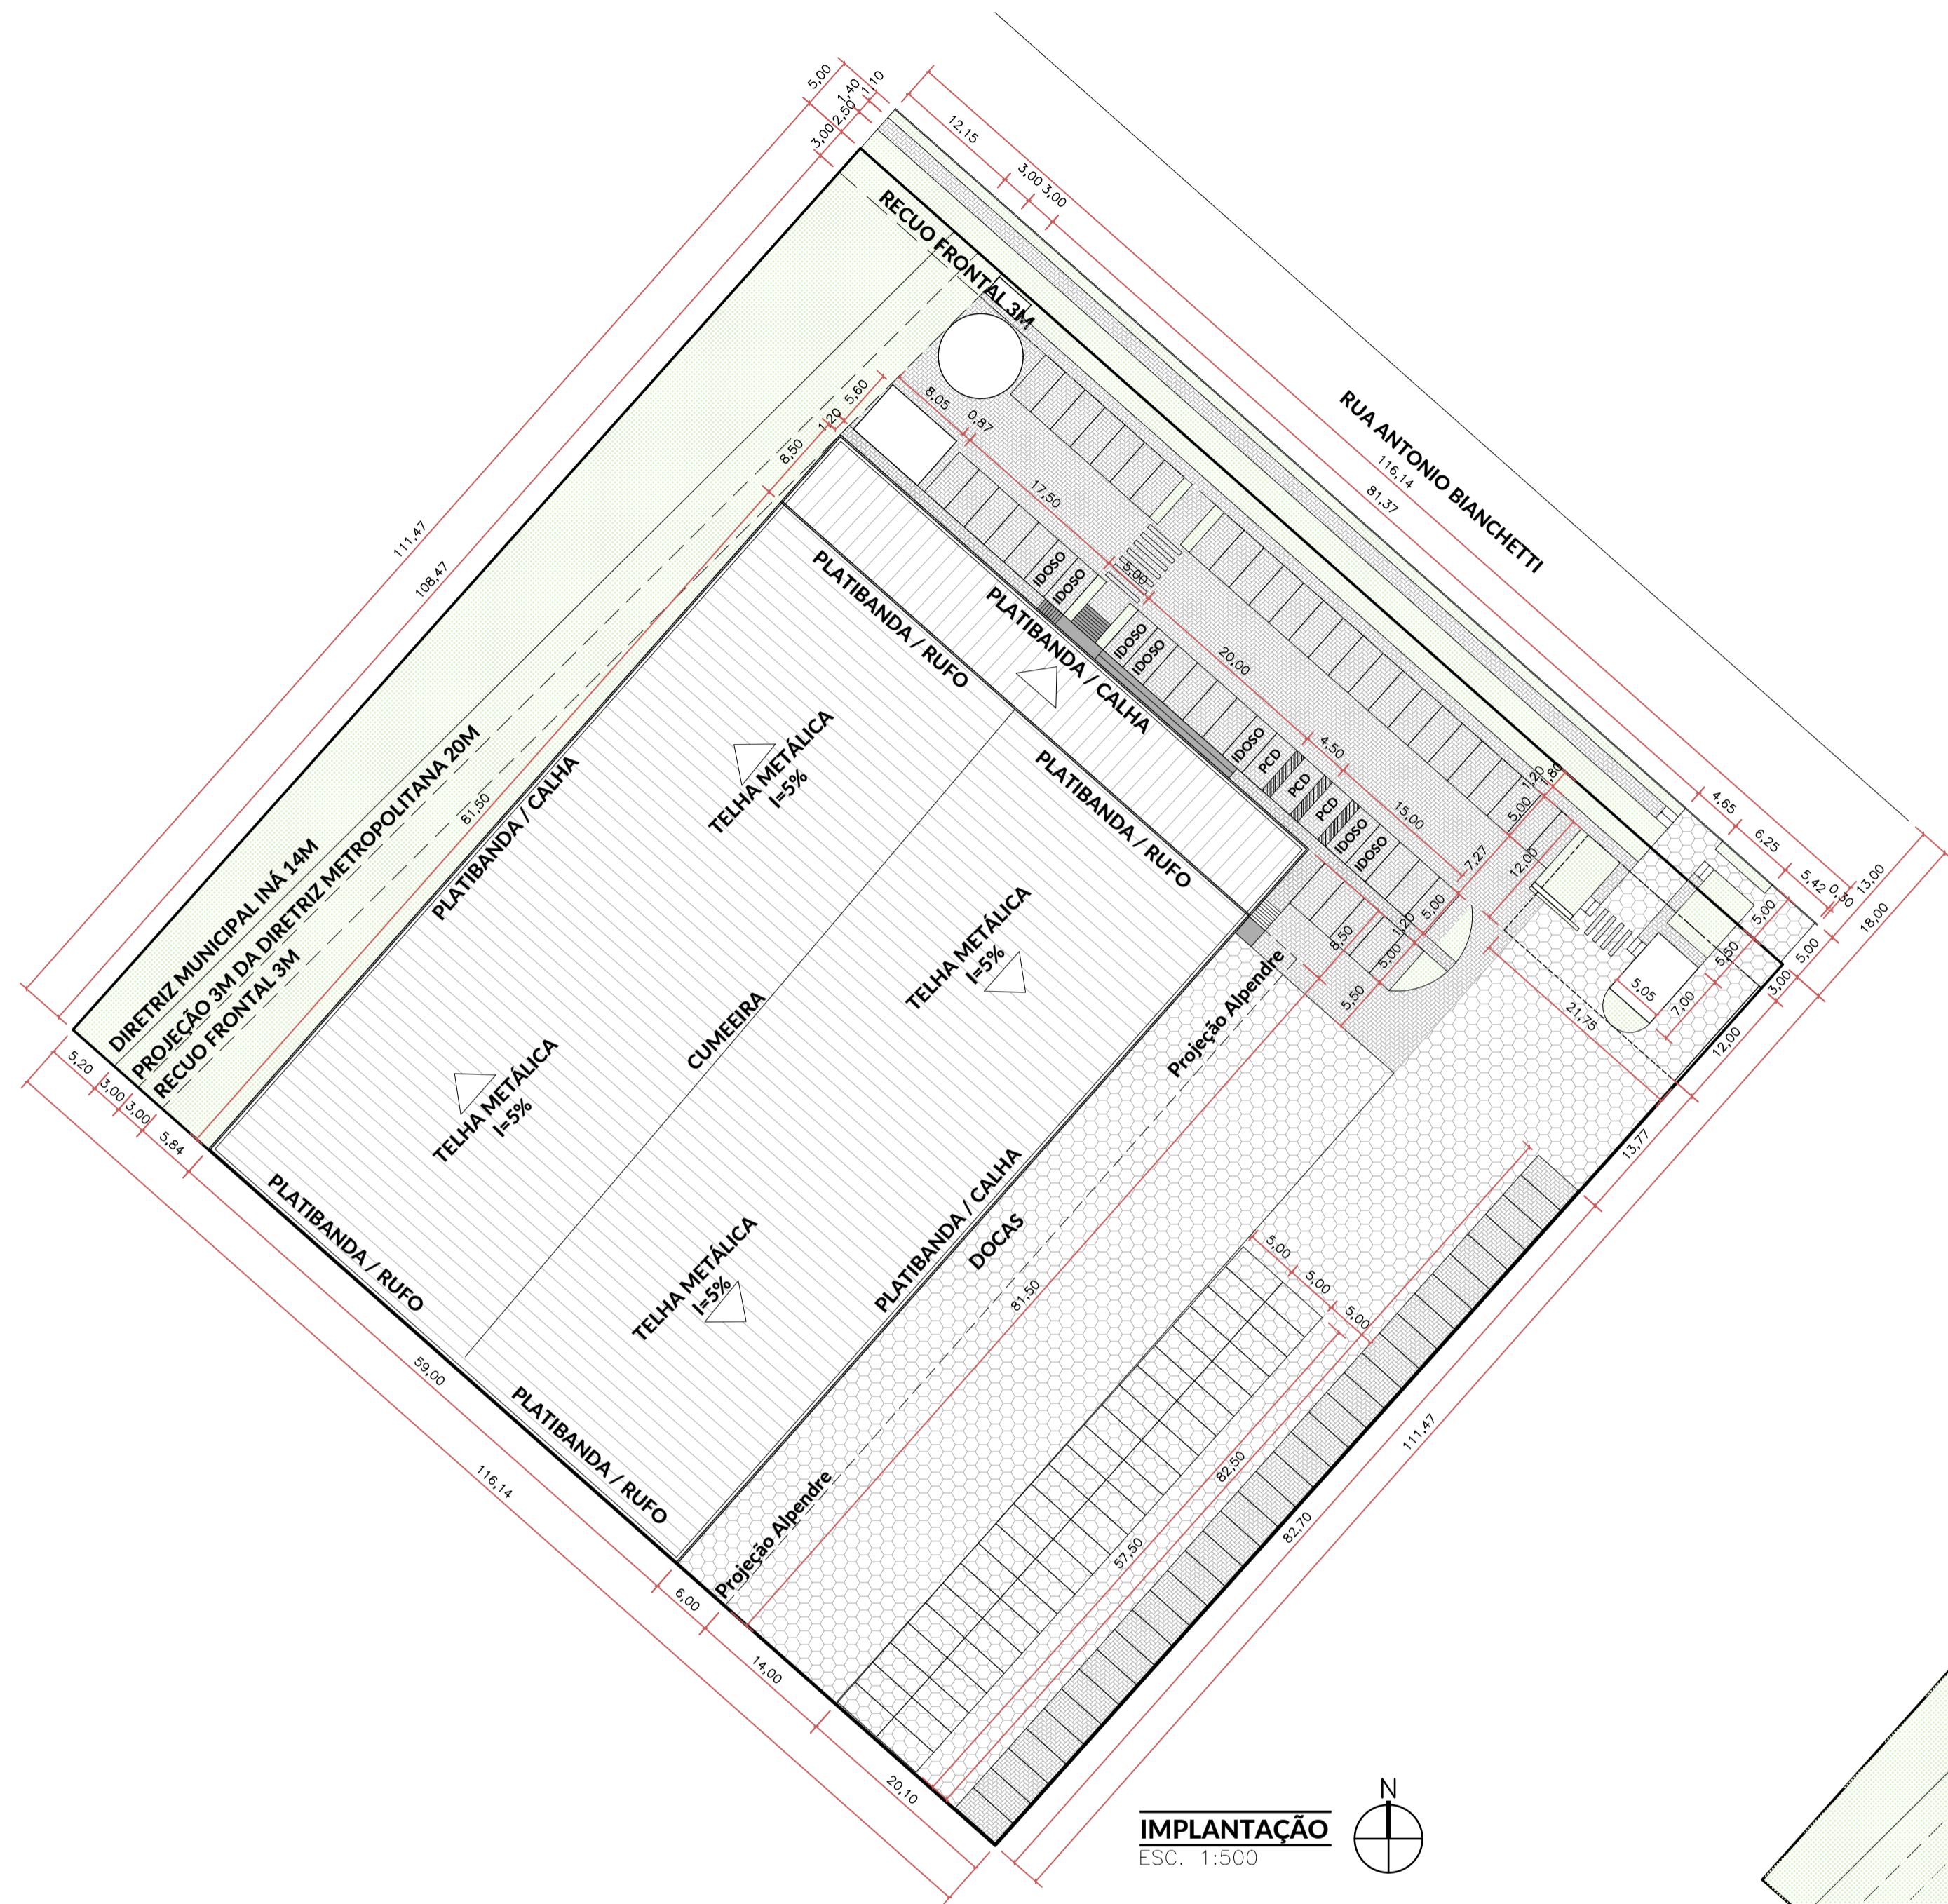 5,00
1,40
1,10
2,50
3,00
12,15
3,00
3,00
RECUO FRONTAL 3M
RUA ANTONIO BIANCHETTI
116,14
81,37
111,47
108,47
5,60
1,20
8,50
8,05
0,87
17,50
5,00
20,00
4,50
15,00
IDOSO
IDOSO
IDOSO
IDOSO
IDOSO
PCD
PCD
PCD
IDOSO
IDOSO
1,20
1,80
5,00
7,27
12,00
4,65
6,25
5,42
0,30
13,00
18,00
5,00
5,00
3,00
5,50
7,00
5,05
21,75
12,00
13,77
5,00
1,20
5,00
8,50
5,50
PLATIBANDA / RUFO
PLATIBANDA / CALHA
PLATIBANDA / RUFO
PLATIBANDA / CALHA
TELHA METÁLICA
I=5%
TELHA METÁLICA
I=5%
TELHA METÁLICA
I=5%
TELHA METÁLICA
I=5%
CUMEEIRA
DIRETRIZ MUNICIPAL INÁ 14M
PROJEÇÃO 3M DA DIRETRIZ METROPOLITANA 20M
RECUO FRONTAL 3M
81,50
5,20
3,00
3,00
5,84
PLATIBANDA / RUFO
PLATIBANDA / RUFO
PLATIBANDA / CALHA
DOCAS
Projeção Alpendre
Projeção Alpendre
81,50
5,00
5,00
5,00
57,50
82,50
82,70
111,47
59,00
116,14
6,00
14,00
20,10
IMPLANTAÇÃO
ESC. 1:500
N